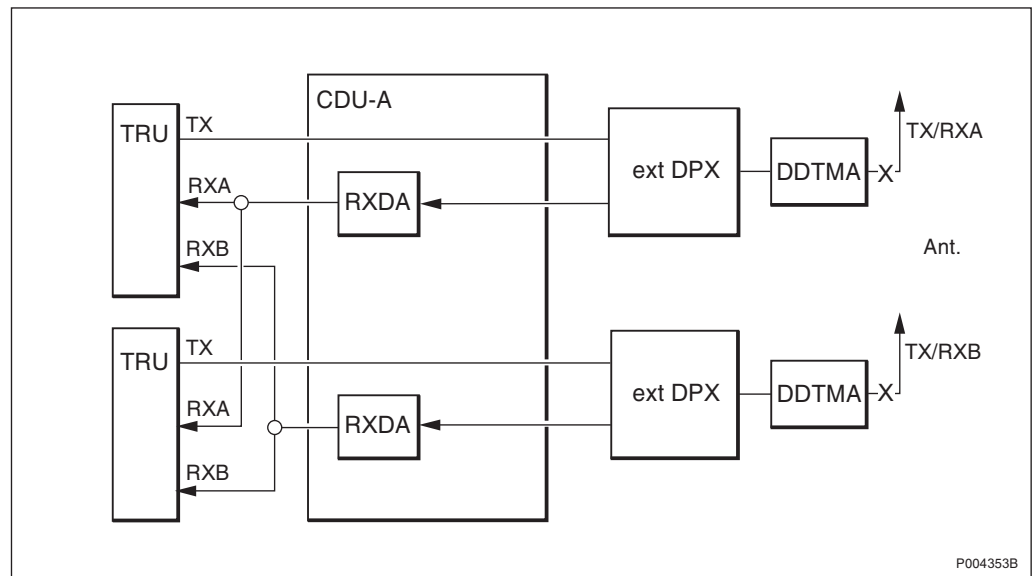 CDU-A
TRU
TX
RXA
RXB
RXDA
ext DPX
DDTMA
X
TX/RXA
Ant.
TRU
TX
RXA
RXB
RXDA
ext DPX
DDTMA
X
TX/RXB
P004353B